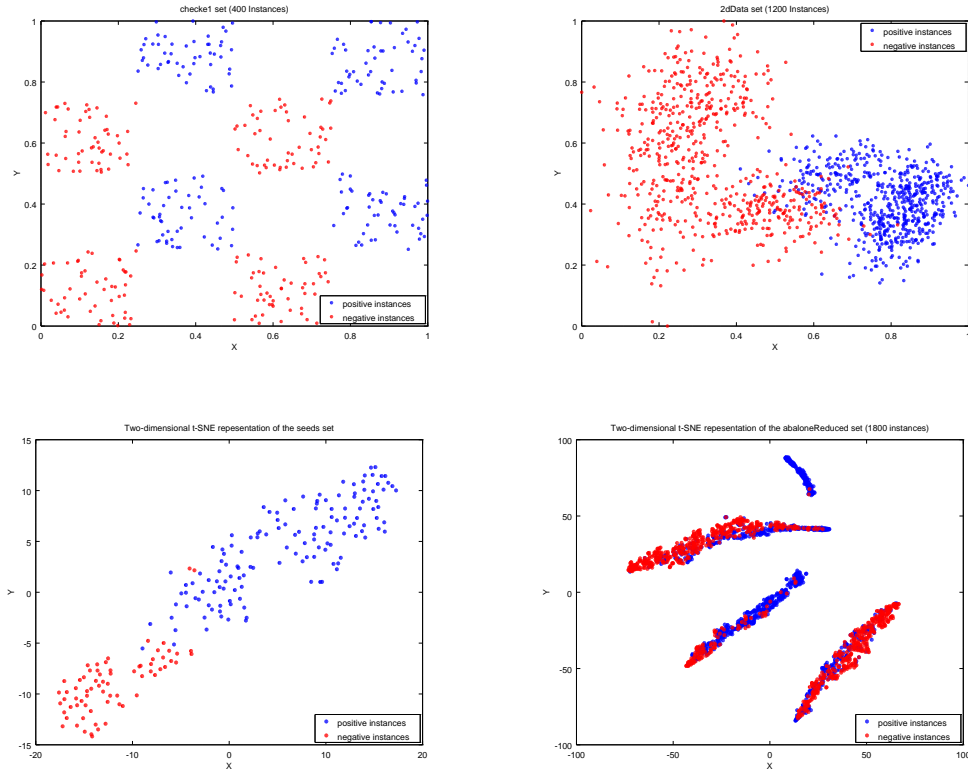 checke1 set (400 Instances)
1
0.8
0.6
0.4
0.2
0
Y
0
0.2
0.4
0.6
0.8
1
X
positive instances
negative instances
2dData set (1200 Instances)
1
0.8
0.6
0.4
0.2
0
Y
0
0.2
0.4
0.6
0.8
1
X
positive instances
negative instances
Two-dimensional t-SNE repesentation of the seeds set
15
10
5
0
-5
-10
-15
Y
-20
-10
0
10
20
X
positive instances
negative instances
Two-dimensional t-SNE repesentation of the abaloneReduced set (1800 instances)
100
50
0
-50
-100
Y
-100
-50
0
50
100
X
positive instances
negative instances